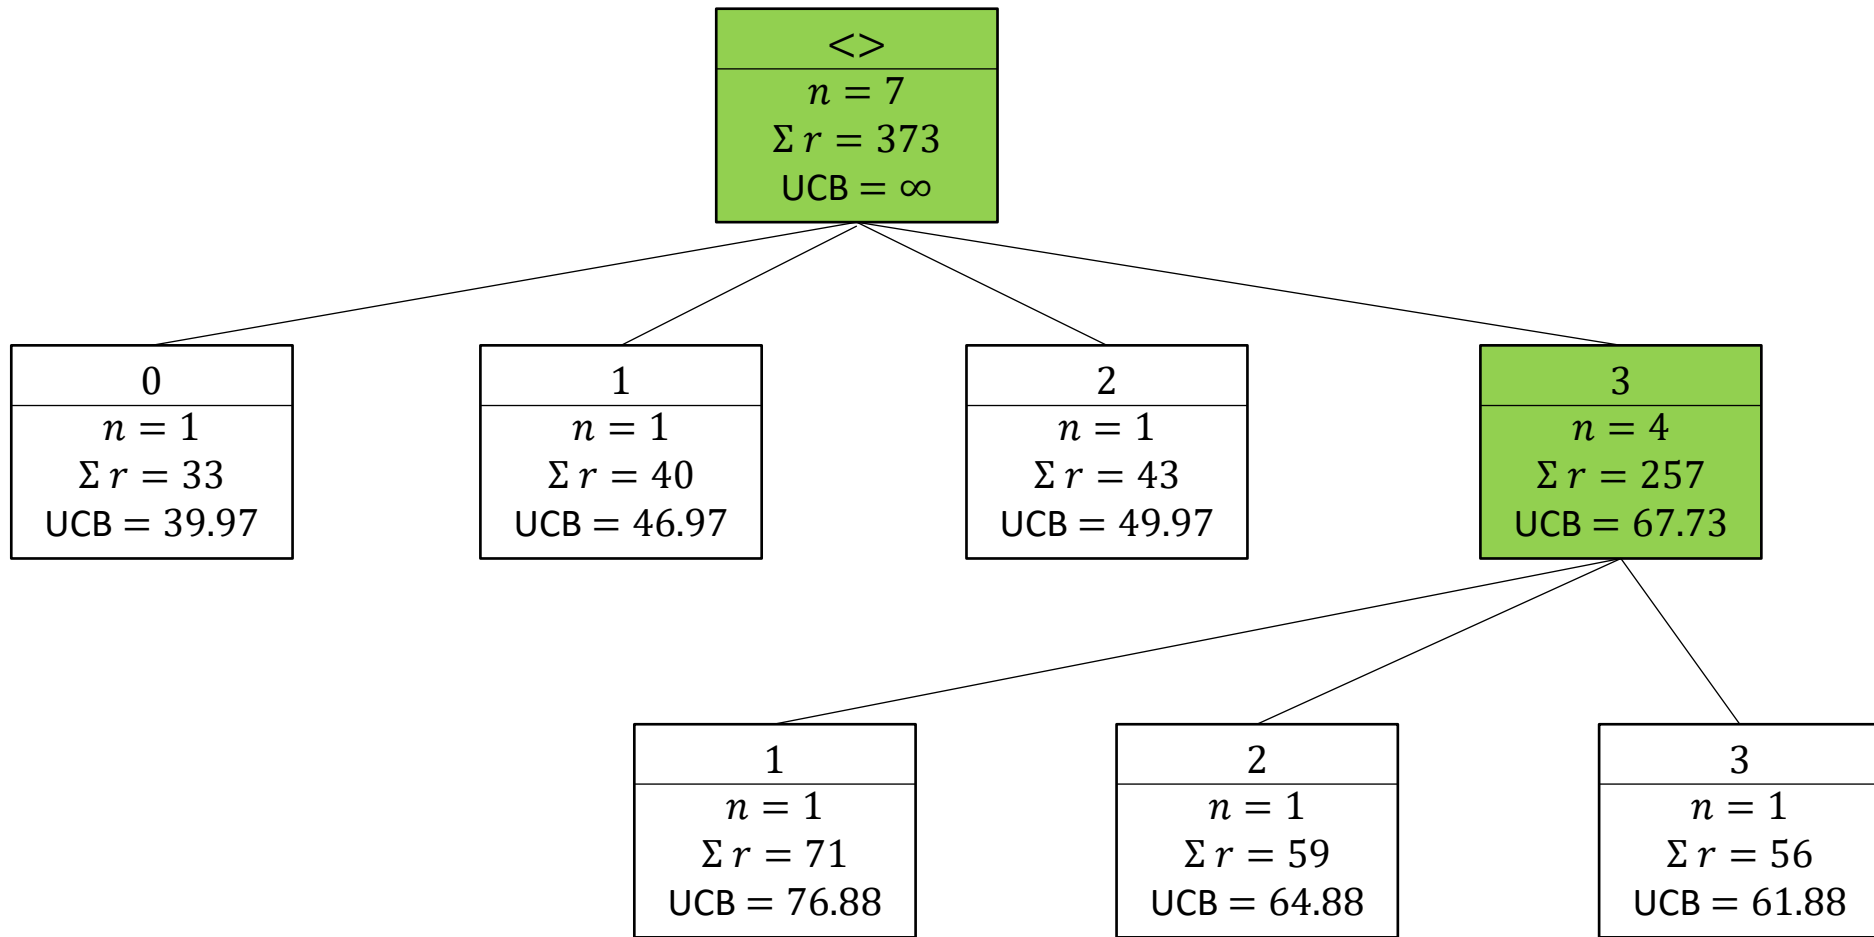 <>
n = 7
Σ r = 373
UCB = ∞
0
n = 1
Σ r = 33
UCB = 39.97
1
n = 1
Σ r = 40
UCB = 46.97
2
n = 1
Σ r = 43
UCB = 49.97
3
n = 4
Σ r = 257
UCB = 67.73
1
n = 1
Σ r = 71
UCB = 76.88
2
n = 1
Σ r = 59
UCB = 64.88
3
n = 1
Σ r = 56
UCB = 61.88